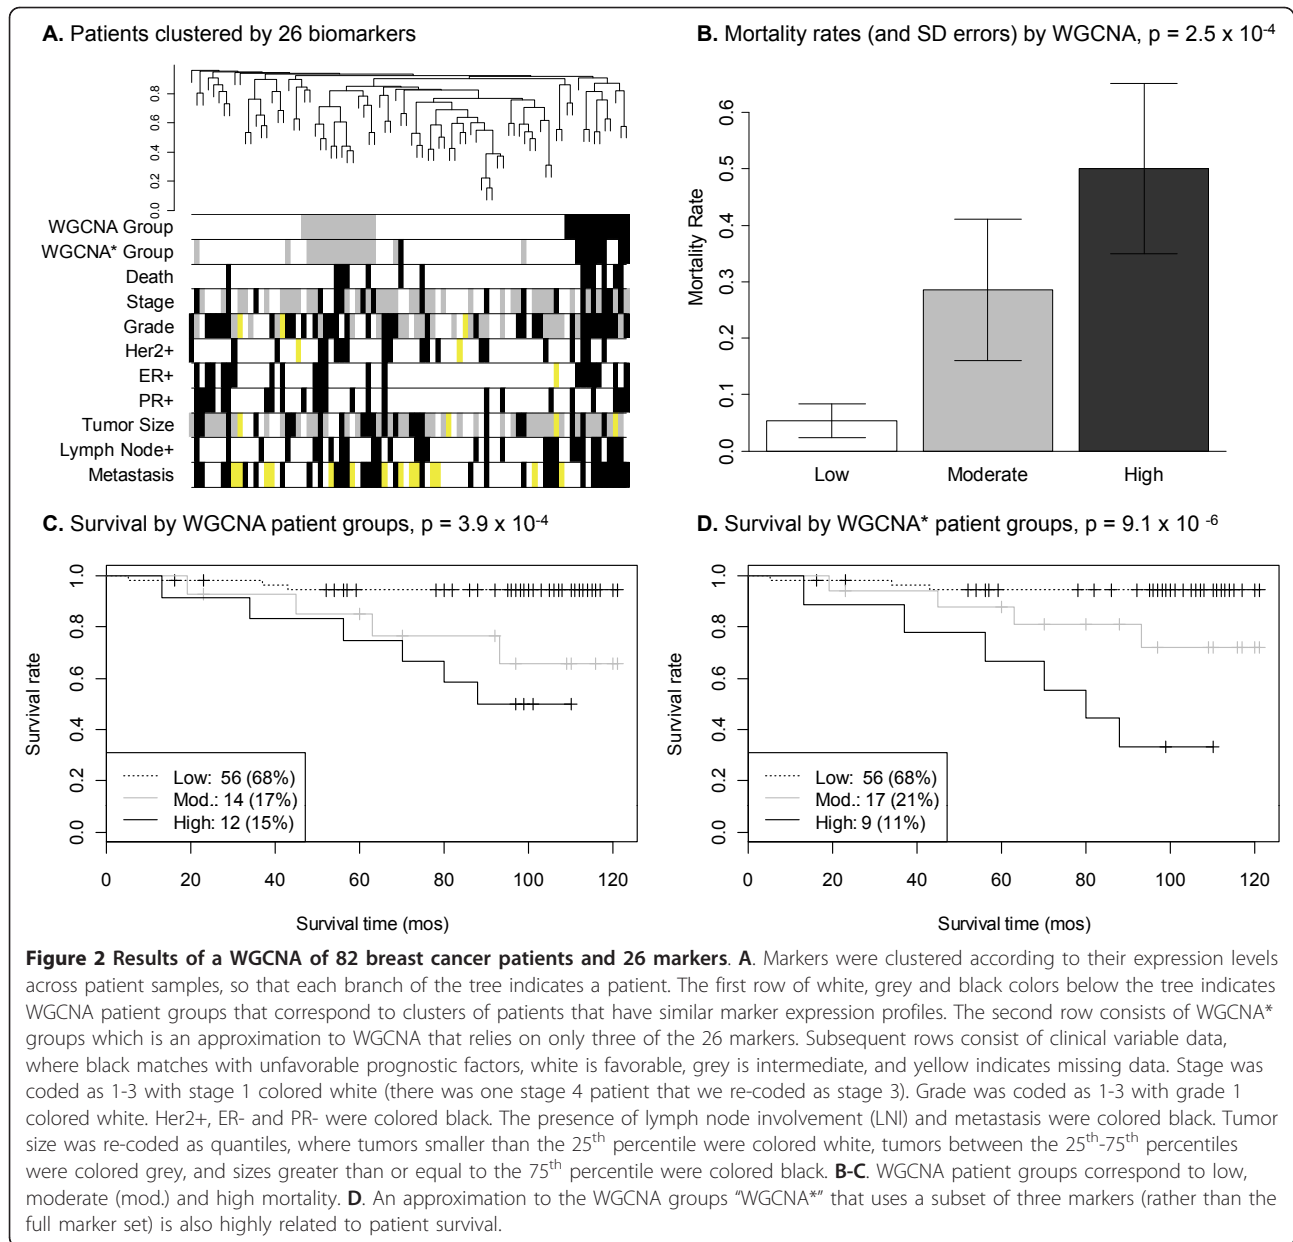 A. Patients clustered by 26 biomarkers
0.8
0.6
0.4
0.2
0.0
WGCNA Group
WGCNA* Group
Death
Stage
Grade
Her2+
ER+
PR+
Tumor Size
Lymph Node+
Metastasis
B. Mortality rates (and SD errors) by WGCNA, p = 2.5 x 10-4
Mortality Rate
0.6
0.5
0.4
0.3
0.2
0.1
0.0
Low Moderate High
C. Survival by WGCNA patient groups, p = 3.9 x 10-4
Survival rate
1.0
0.8
0.6
0.4
0.2
0.0
Low: 56 (68%)
Mod.: 14 (17%)
High: 12 (15%)
0 20 40 60 80 100 120
Survival time (mos)
D. Survival by WGCNA* patient groups, p = 9.1 x 10 -6
Survival rate
1.0
0.8
0.6
0.4
0.2
0.0
Low: 56 (68%)
Mod.: 17 (21%)
High: 9 (11%)
0 20 40 60 80 100 120
Survival time (mos)
Figure 2 Results of a WGCNA of 82 breast cancer patients and 26 markers. A. Markers were clustered according to their expression levels
across patient samples, so that each branch of the tree indicates a patient. The first row of white, grey and black colors below the tree indicates
WGCNA patient groups that correspond to clusters of patients that have similar marker expression profiles. The second row consists of WGCNA*
groups which is an approximation to WGCNA that relies on only three of the 26 markers. Subsequent rows consist of clinical variable data,
where black matches with unfavorable prognostic factors, white is favorable, grey is intermediate, and yellow indicates missing data. Stage was
coded as 1-3 with stage 1 colored white (there was one stage 4 patient that we re-coded as stage 3). Grade was coded as 1-3 with grade 1
colored white. Her2+, ER- and PR- were colored black. The presence of lymph node involvement (LNI) and metastasis were colored black. Tumor
size was re-coded as quantiles, where tumors smaller than the 25th percentile were colored white, tumors between the 25th-75th percentiles
were colored grey, and sizes greater than or equal to the 75th percentile were colored black. B-C. WGCNA patient groups correspond to low,
moderate (mod.) and high mortality. D. An approximation to the WGCNA groups “WGCNA*” that uses a subset of three markers (rather than the
full marker set) is also highly related to patient survival.